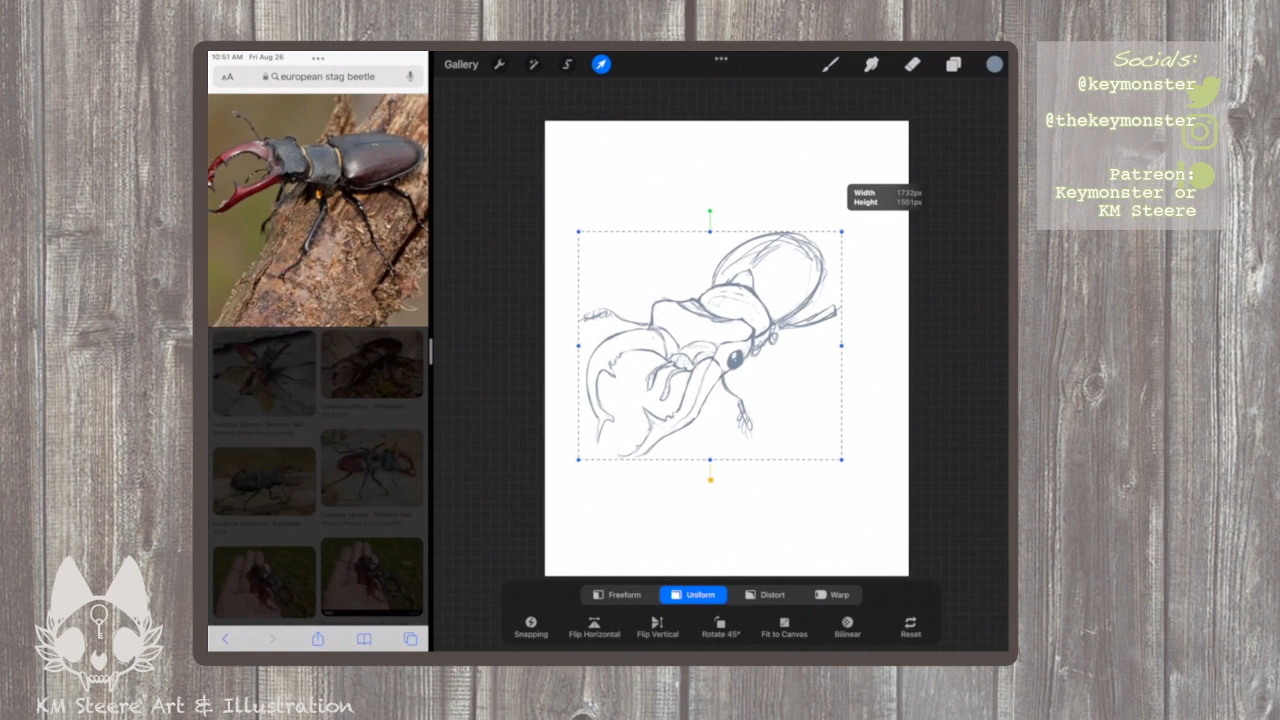 10:51 AM Fri Aug 26
AA
european stag beetle
Gallery
Width 1732px
Height 1501px
Freeform
Uniform
Distort
Warp
Snapping
Flip Horizontal
Flip Vertical
Rotate 45°
Fit to Canvas
Bilinear
Reset
Socials:
@keymonster
@thekeymonster
Patreon:
Keymonster or
KM Steere
KM Steere Art & Illustration